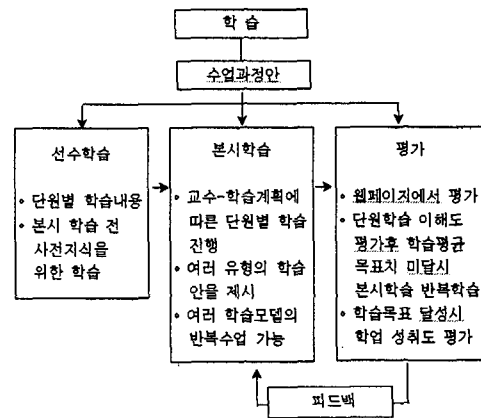 학 습
수업과정안
선수학습
• 단원별 학습내용
• 본시 학습 전
사전지식을
위한 학습
본시학습
• 교수-학습계획에
따른 단원별 학습
진행
• 여러 유형의 학습
안을 제시
• 여러 학습모델의
반복수업 가능
평가
• 웹페이지에서 평가
• 단원학습 이해도
평가후 학습평균
목표치 미달시
본시학습 반복학습
• 학습목표 달성시
학업 성취도 평가
피드백